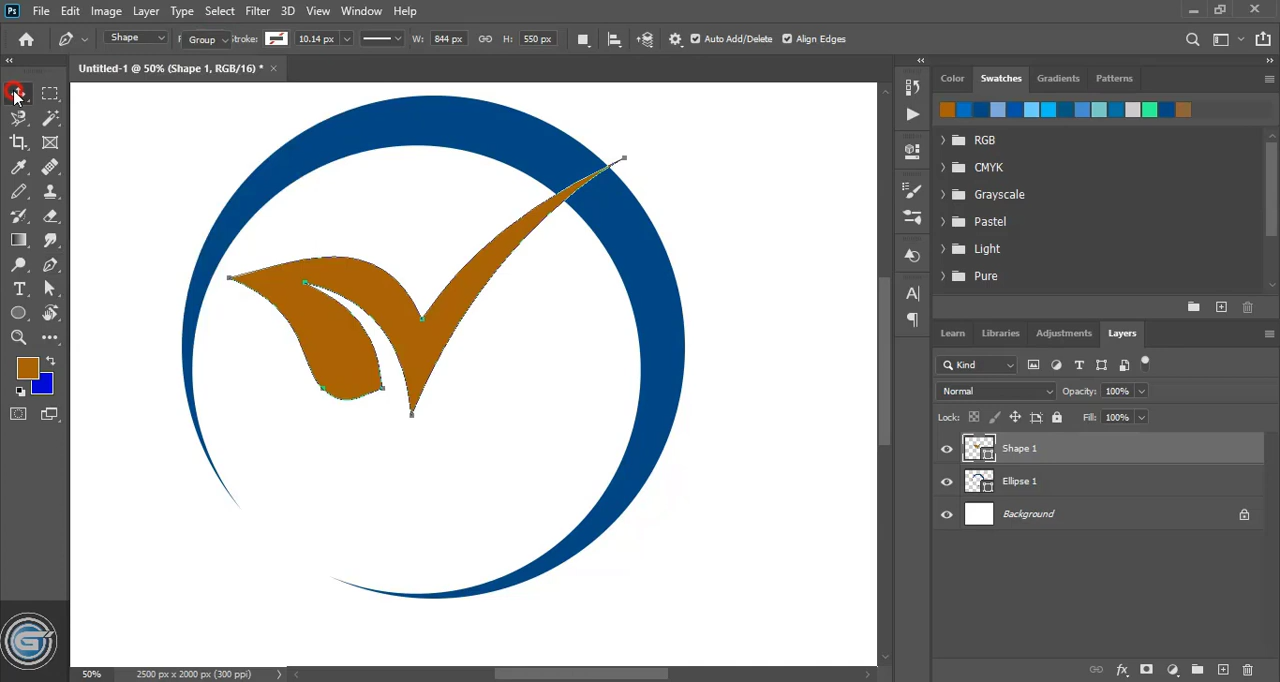 Ps File Edit Image Layer Type Select Filter 3D View Window Help
Shape Group Stroke: 10.14 px W: 844 px H: 550 px Auto Add/Delete Align Edges
Untitled-1 @ 50% (Shape 1, RGB/16) * ×
Color Swatches Gradients Patterns
RGB
CMYK
Grayscale
Pastel
Light
Pure
Learn Libraries Adjustments Layers
Kind
Normal Opacity: 100%
Lock: Fill: 100%
Shape 1
Ellipse 1
Background
50% 2500 px x 2000 px (300 ppi)